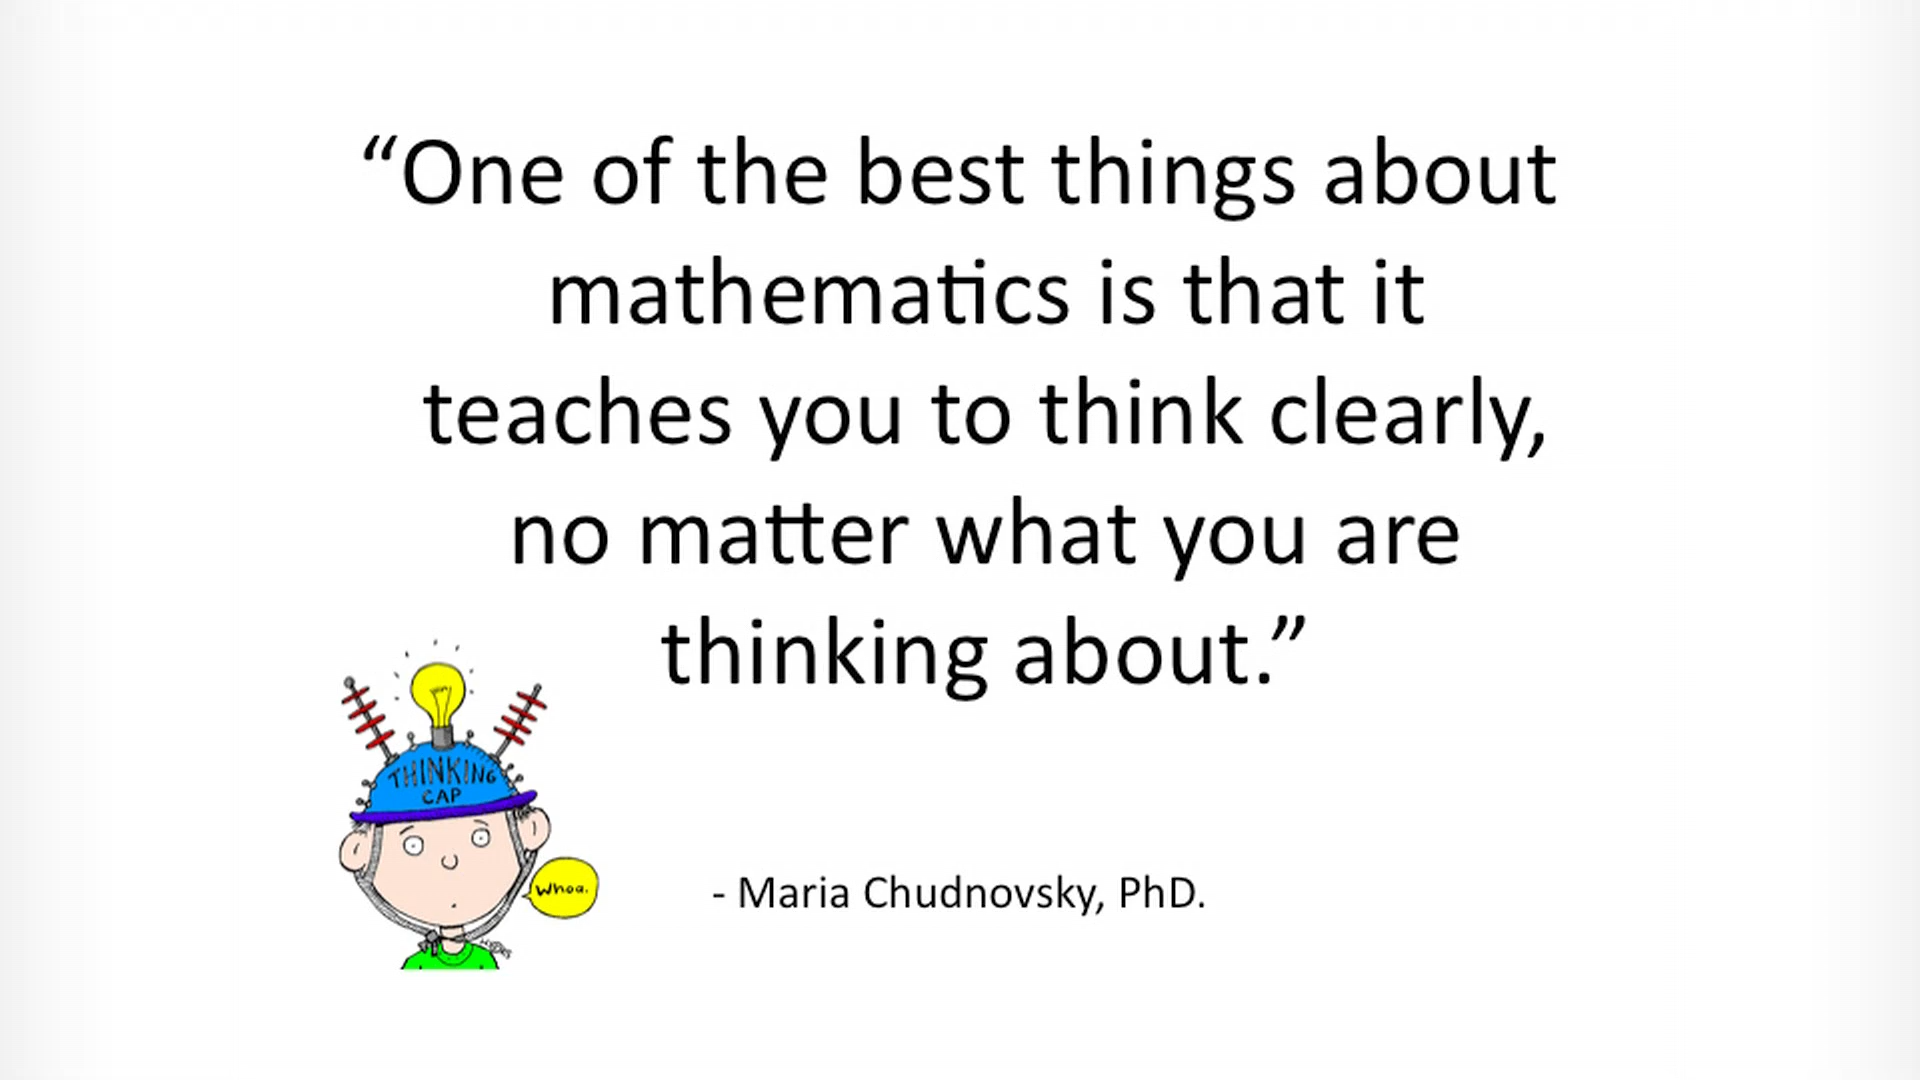 “One of the best things about
mathematics is that it
teaches you to think clearly,
no matter what you are
thinking about.”
THINKING
CAP
Whoa.
- Maria Chudnovsky, PhD.